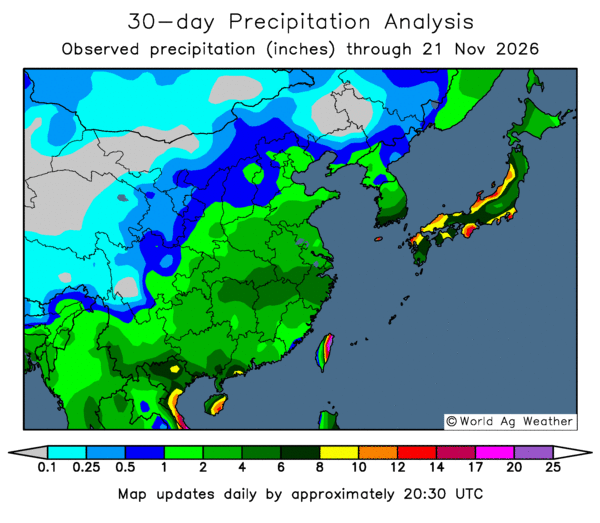 30-day Precipitation Analysis
Observed precipitation (inches) through 21 Nov 2026
© World Ag Weather
0.1 0.25 0.5 1 2 4 6 8 10 12 14 17 20 25
Map updates daily by approximately 20:30 UTC